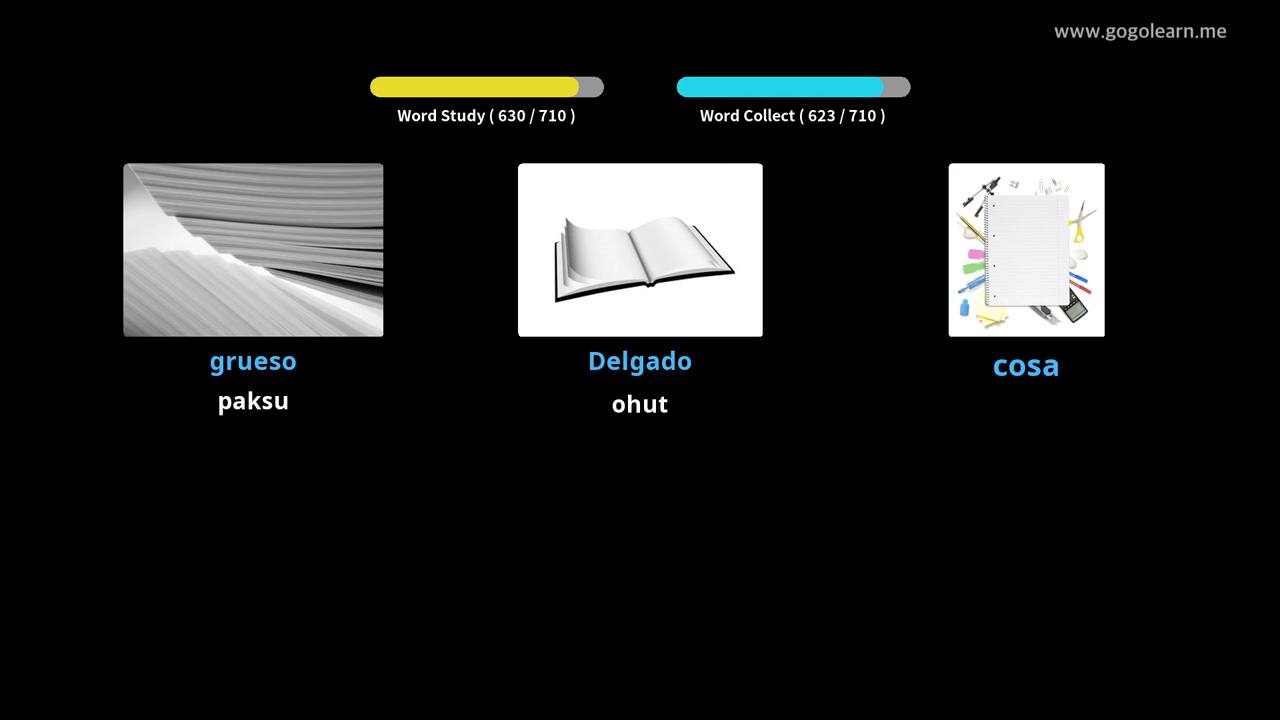 www.gogolearn.me
Word Study ( 630 / 710 )
Word Collect ( 623 / 710 )
grueso
Delgado
cosa
paksu
ohut